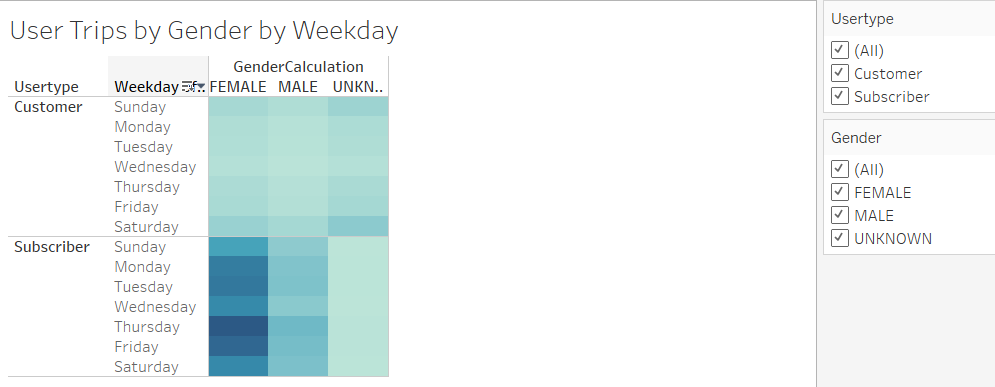 User Trips by Gender by Weekday
GenderCalculation
Usertype Weekday f.. FEMALE MALE UNKN..
Customer Sunday
Monday
Tuesday
Wednesday
Thursday
Friday
Saturday
Subscriber Sunday
Monday
Tuesday
Wednesday
Thursday
Friday
Saturday
Usertype
(All)
Customer
Subscriber
Gender
(All)
FEMALE
MALE
UNKNOWN